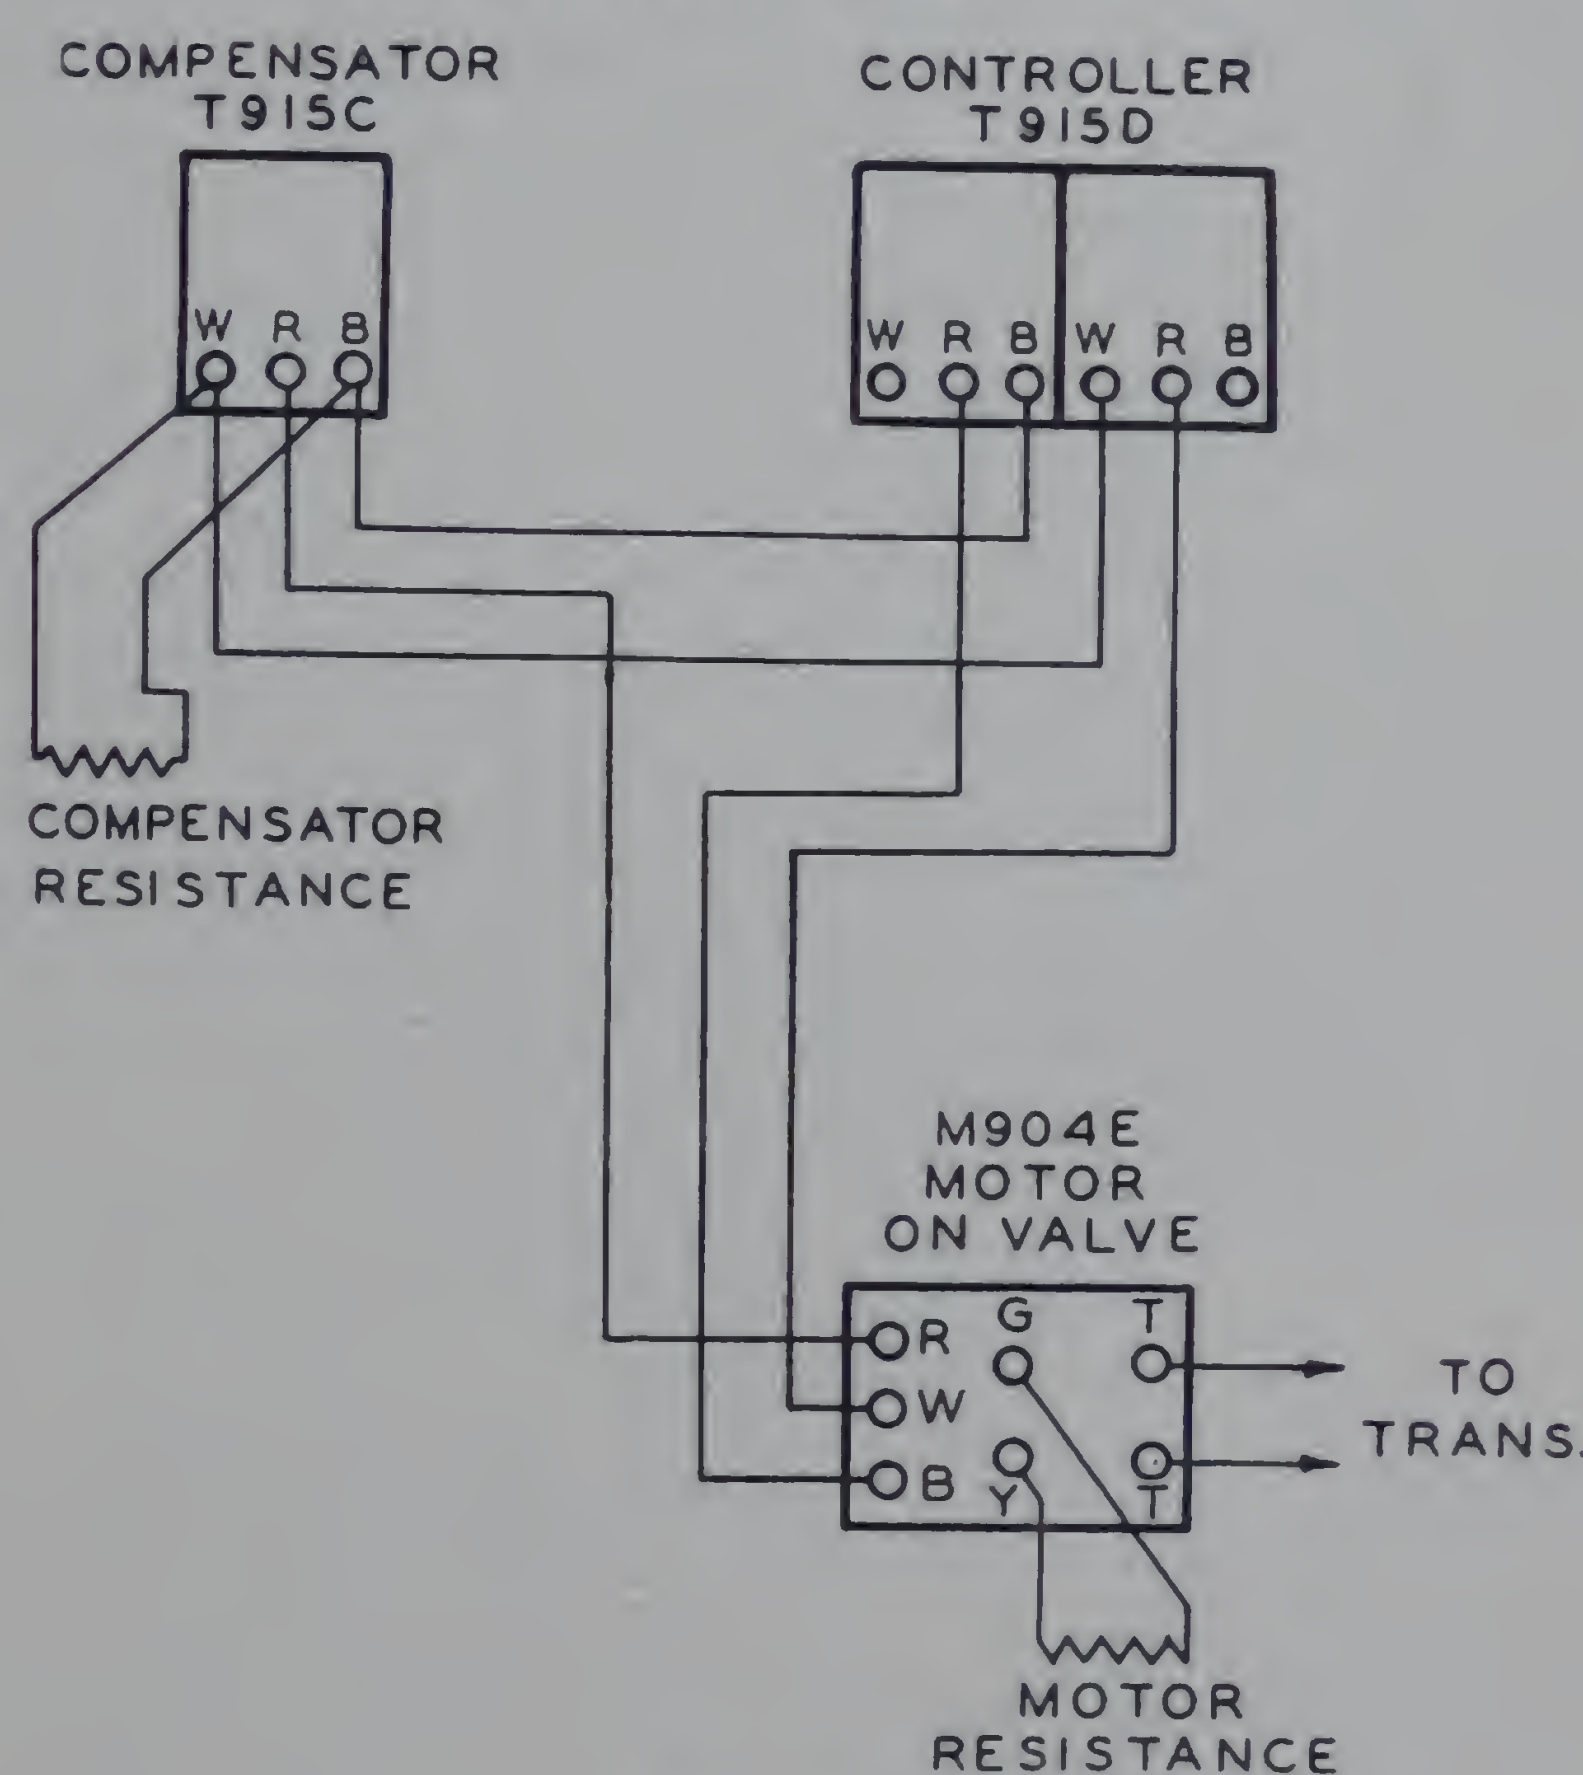 COMPENSATOR
T915C
CONTROLLER
T915D
W R B
W R B W R B
COMPENSATOR
RESISTANCE
M904E
MOTOR
ON VALVE
G T
R
TO
W
TRANS.
B Y T
MOTOR
RESISTANCE